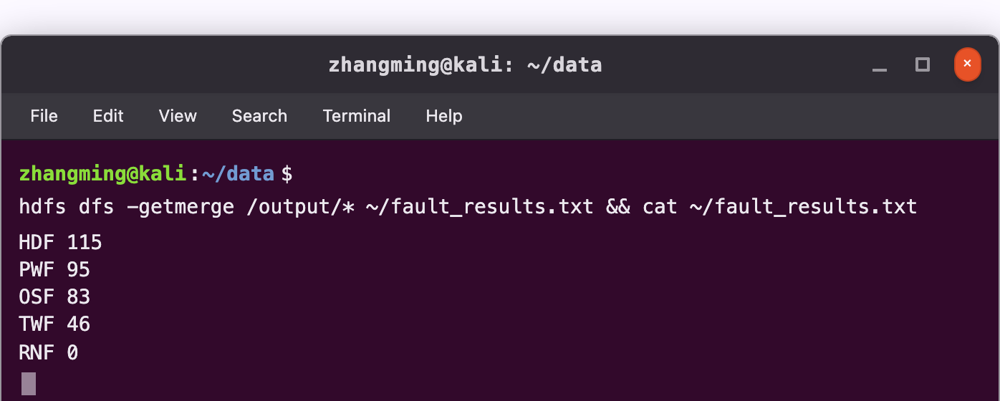 zhangming@kali: ~/data
×
File Edit View Search Terminal Help
zhangming@kali:~/data $
hdfs dfs -getmerge /output/* ~/fault_results.txt && cat ~/fault_results.txt
HDF 115
PWF 95
OSF 83
TWF 46
RNF 0